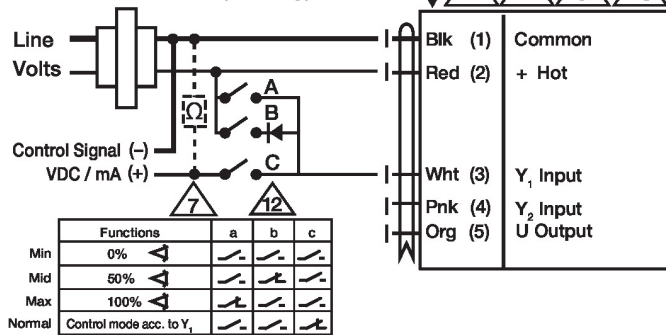 Line
Volts
Blk (1) Common
Red (2) + Hot
A
B
Ω
Control Signal (−)
VDC / mA (+)
C
Wht (3) Y₁ Input
Pnk (4) Y₂ Input
Org (5) U Output
7
12
Functions a b c
Min 0%
Mid 50%
Max 100%
Normal Control mode acc. to Y₁